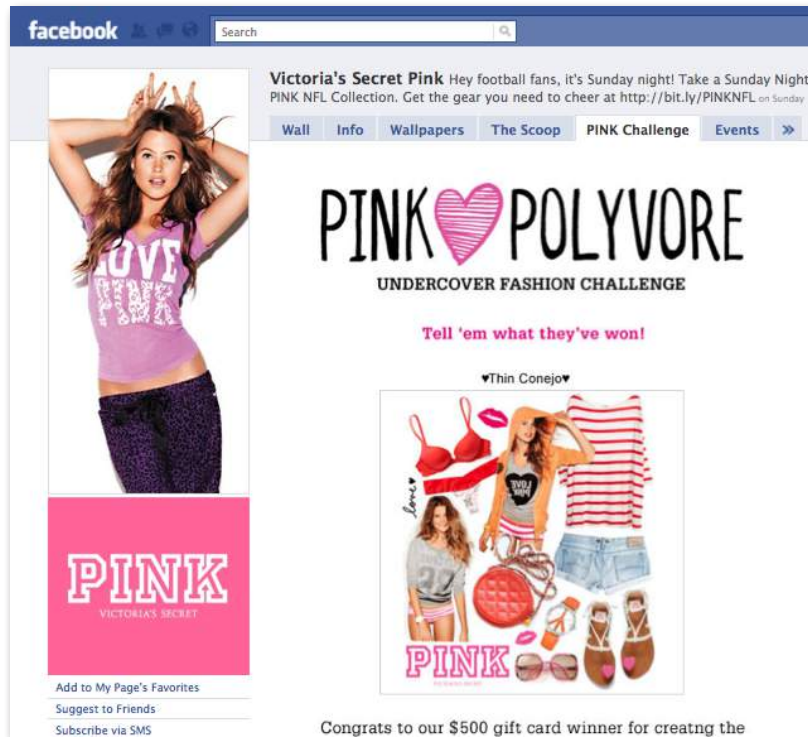 facebook
Search
Victoria's Secret Pink Hey football fans, it's Sunday night! Take a Sunday Night
PINK NFL Collection. Get the gear you need to cheer at http://bit.ly/PINKNFL on Sunday
Wall Info Wallpapers The Scoop PINK Challenge Events »
PINK POLYVORE
UNDERCOVER FASHION CHALLENGE
Tell 'em what they've won!
♥Thin Conejo♥
LOVE
PINK
love♥
PINK
PINK
VICTORIA'S SECRET
Add to My Page's Favorites
Suggest to Friends
Subscribe via SMS
Congrats to our $500 gift card winner for creatng the